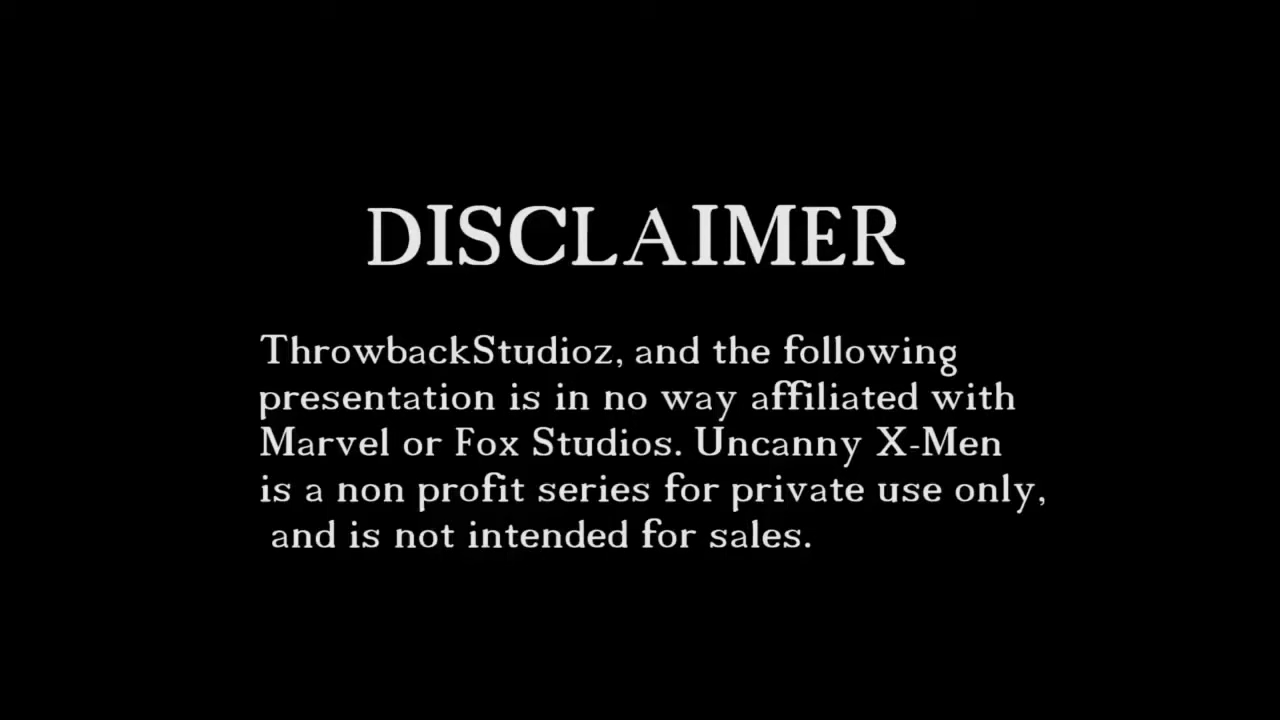 DISCLAIMER
ThrowbackStudioz, and the following
presentation is in no way affiliated with
Marvel or Fox Studios. Uncanny X-Men
is a non profit series for private use only,
and is not intended for sales.